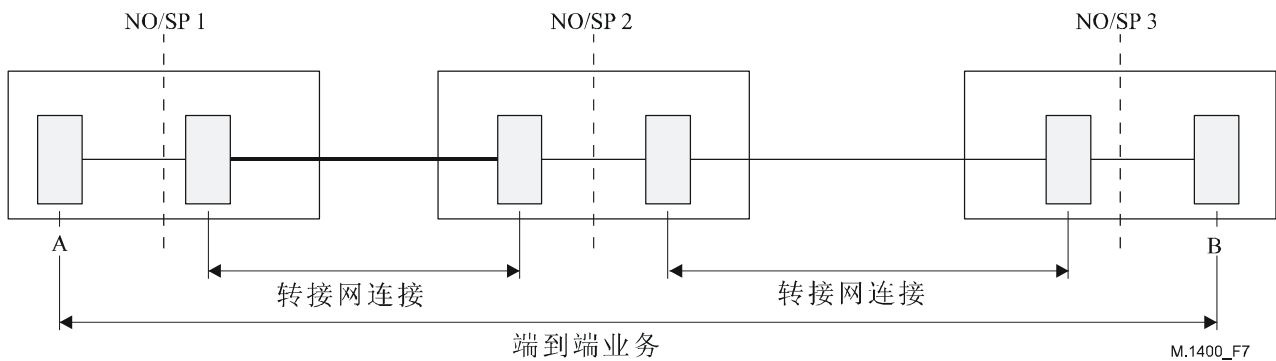 NO/SP 1
NO/SP 2
NO/SP 3
A
B
转接网连接
转接网连接
端到端业务
M.1400_F7